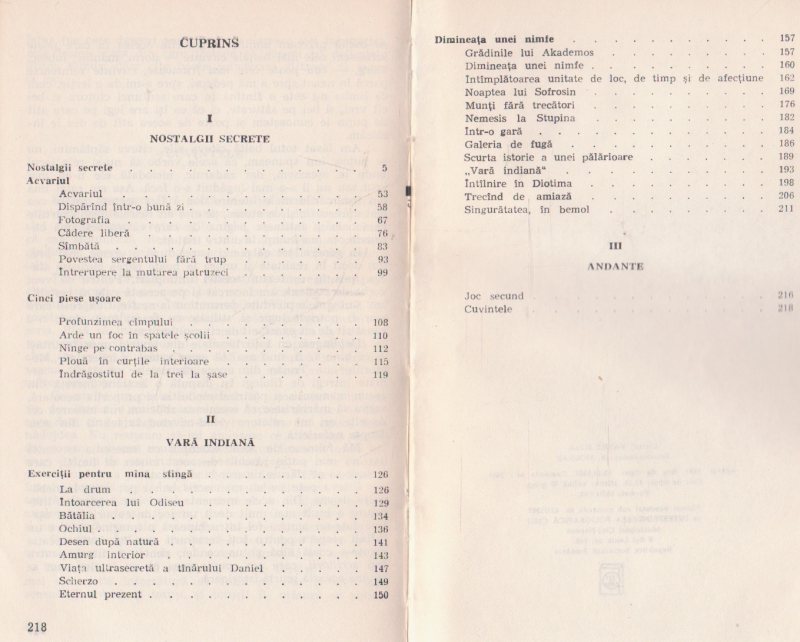 CUPRINS
I
NOSTALGII SECRETE
Nostalgii secrete . . . . . . . . . . . 5
Acvariul
Acvariul . . . . . . . . . . . 53
Dispărînd într-o bună zi . . . . . . . . 58
Fotografia . . . . . . . . . . . 67
Cădere liberă . . . . . . . . . . 76
Sîmbătă . . . . . . . . . . . 83
Povestea sergentului fără trup . . . . . . 93
Întrerupere la mutarea patruzeci . . . . . . 99
Cinci piese ușoare
Profunzimea cîmpului . . . . . . . . . 108
Arde un foc în spatele școlii . . . . . . . 110
Ninge pe contrabas . . . . . . . . . 112
Plouă în curțile interioare . . . . . . . 115
Îndrăgostitul de la trei la șase . . . . . . . 119
II
VARĂ INDIANĂ
Exerciții pentru mîna stîngă . . . . . . . . 126
La drum . . . . . . . . . . . 126
Întoarcerea lui Odiseu . . . . . . . . 129
Bătălia . . . . . . . . . . . 134
Ochiul . . . . . . . . . . . . 136
Desen după natură . . . . . . . . . 141
Amurg interior . . . . . . . . . 143
Viața ultrasecretă a tînărului Daniel . . . . . 147
Scherzo . . . . . . . . . . . 149
Eternul prezent . . . . . . . . . . 150
218
Dimineața unei nimfe . . . . . . . . . . . 157
Grădinile lui Akademos . . . . . . . . 157
Dimineața unei nimfe . . . . . . . . . 160
Întîmplătoarea unitate de loc, de timp și de afecțiune 162
Noaptea lui Sofrosin . . . . . . . . . 169
Munți fără trecători . . . . . . . . 176
Nemesis la Stupina . . . . . . . . . 182
Într-o gară . . . . . . . . . . . 184
Galeria de fugă . . . . . . . . . 186
Scurta istorie a unei pălărioare . . . . . . 189
„Vară indiană“ . . . . . . . . . . 193
Întîlnire în Diotima . . . . . . . . 198
Trecînd de amiază . . . . . . . . . 206
Singurătatea, în bemol . . . . . . . . 211
III
ANDANTE
Joc secund . . . . . . . . . . 216
Cuvintele . . . . . . . . . . 218